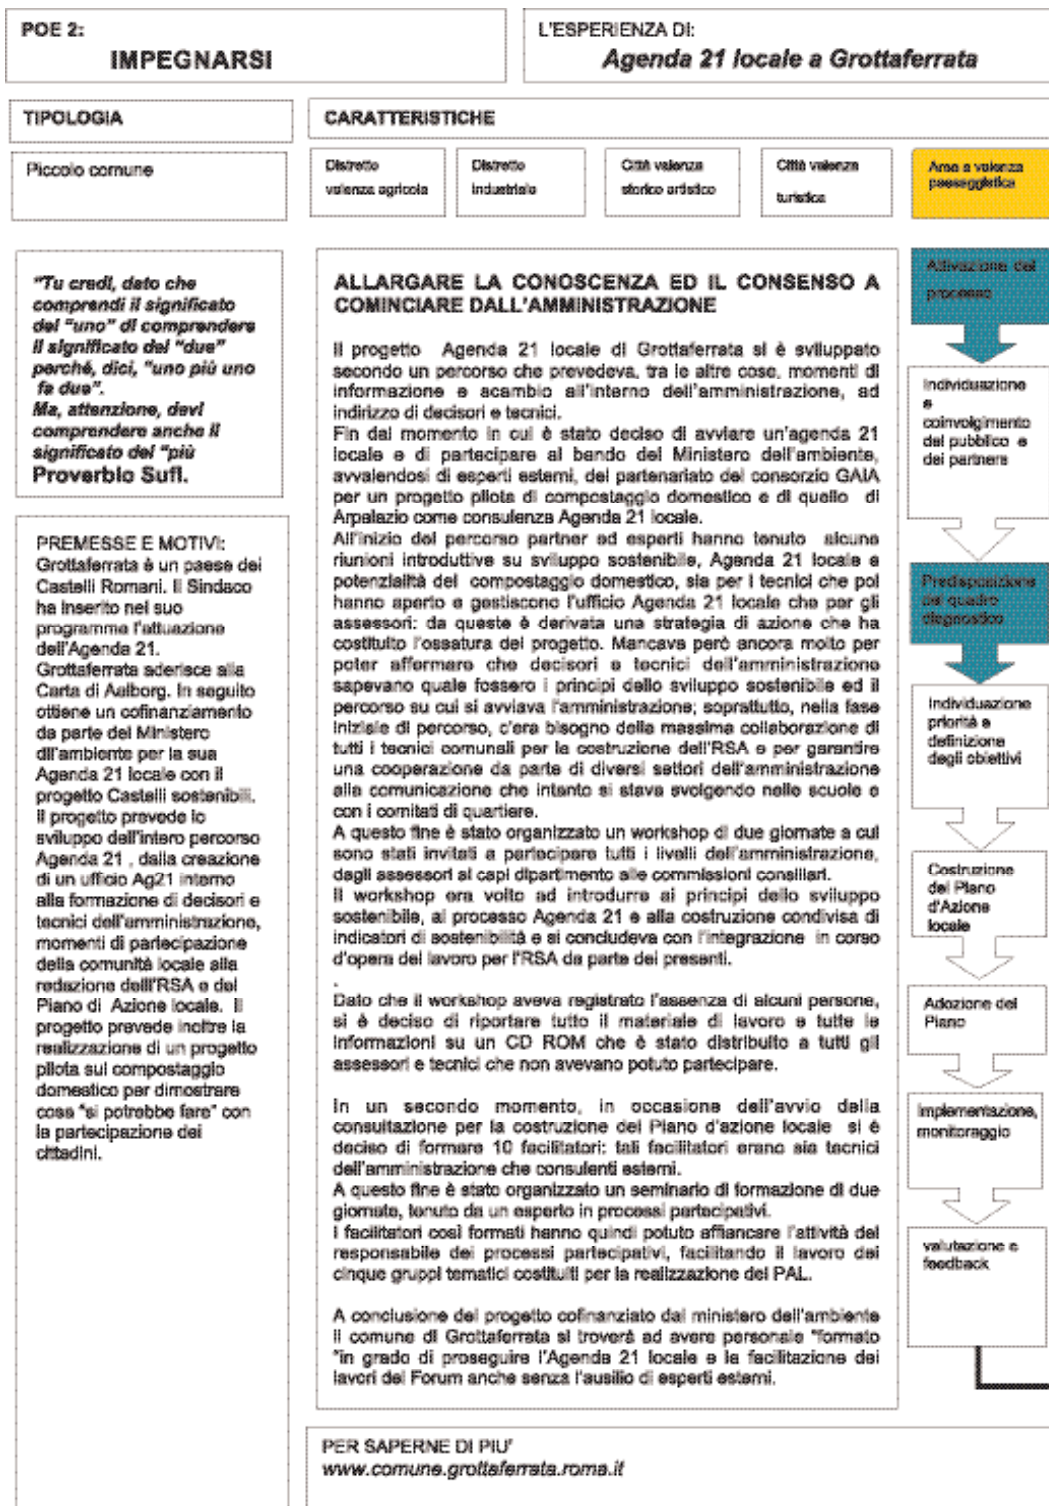 POE 2:
IMPEGNARSI
L'ESPERIENZA DI:
Agenda 21 locale a Grottaferrata
TIPOLOGIA
CARATTERISTICHE
Piccolo comune
Distretto
valenza agricola
Distretto
industriale
Città valenza
storico artistico
Città valenza
turistica
Area a valenza
paesaggistica
"Tu credi, dato che
comprendi il significato
del "uno" di comprendere
il significato del "due"
perché, dici, "uno più uno
fa due".
Ma, attenzione, devi
comprendere anche il
significato del "più
Proverbio Sufi.
PREMESSE E MOTIVI:
Grottaferrata è un paese dei
Castelli Romani. Il Sindaco
ha inserito nel suo
programma l'attuazione
dell'Agenda 21.
Grottaferrata aderisce alla
Carta di Aalborg. In seguito
ottiene un cofinanziamento
da parte del Ministero
dll'ambiente per la sua
Agenda 21 locale con il
progetto Castelli sostenibili.
Il progetto prevede lo
sviluppo dell'intero percorso
Agenda 21 , dalla creazione
di un ufficio Ag21 interno
alla formazione di decisori e
tecnici dell'amministrazione,
momenti di partecipazione
della comunità locale alla
redazione delll'RSA e del
Piano di Azione locale. Il
progetto prevede inoltre la
realizzazione di un progetto
pilota sul compostaggio
domestico per dimostrare
cosa "si potrebbe fare" con
la partecipazione dei
cittadini.
ALLARGARE LA CONOSCENZA ED IL CONSENSO A
COMINCIARE DALL'AMMINISTRAZIONE
Il progetto Agenda 21 locale di Grottaferrata si è sviluppato
secondo un percorso che prevedeva, tra le altre cose, momenti di
informazione e scambio all'interno dell'amministrazione, ad
indirizzo di decisori e tecnici.
Fin dal momento in cui è stato deciso di avviare un'agenda 21
locale e di partecipare al bando del Ministero dell'ambiente,
avvalendosi di esperti esterni, del partenariato del consorzio GAIA
per un progetto pilota di compostaggio domestico e di quello di
Arpalazio come consulenza Agenda 21 locale.
All'inizio del percorso partner ed esperti hanno tenuto alcune
riunioni introduttive su sviluppo sostenibile, Agenda 21 locale e
potenzialità del compostaggio domestico, sia per i tecnici che poi
hanno aperto e gestiscono l'ufficio Agenda 21 locale che per gli
assessori: da queste è derivata una strategia di azione che ha
costituito l'ossatura del progetto. Mancava però ancora molto per
poter affermare che decisori e tecnici dell'amministrazione
sapevano quale fossero i principi dello sviluppo sostenibile ed il
percorso su cui si avviava l'amministrazione; soprattutto, nella fase
iniziale di percorso, c'era bisogno della massima collaborazione di
tutti i tecnici comunali per la costruzione dell'RSA e per garantire
una cooperazione da parte di diversi settori dell'amministrazione
alla comunicazione che intanto si stava svolgendo nelle scuole e
con i comitati di quartiere.
A questo fine è stato organizzato un workshop di due giornate a cui
sono stati invitati a partecipare tutti i livelli dell'amministrazione,
dagli assessori ai capi dipartimento alle commissioni consiliari.
Il workshop era volto ad introdurre ai principi dello sviluppo
sostenibile, al processo Agenda 21 e alla costruzione condivisa di
indicatori di sostenibilità e si concludeva con l'integrazione in corso
d'opera del lavoro per l'RSA da parte dei presenti.
.
Dato che il workshop aveva registrato l'assenza di alcuni persone,
si è deciso di riportare tutto il materiale di lavoro e tutte le
informazioni su un CD ROM che è stato distribuito a tutti gli
assessori e tecnici che non avevano potuto partecipare.
In un secondo momento, in occasione dell'avvio della
consultazione per la costruzione del Piano d'azione locale si è
deciso di formare 10 facilitatori: tali facilitatori erano sia tecnici
dell'amministrazione che consulenti esterni.
A questo fine è stato organizzato un seminario di formazione di due
giornate, tenuto da un esperto in processi partecipativi.
I facilitatori così formati hanno quindi potuto affiancare l'attività del
responsabile dei processi partecipativi, facilitando il lavoro dei
cinque gruppi tematici costituiti per la realizzazione del PAL.
A conclusione del progetto cofinanziato dal ministero dell'ambiente
il comune di Grottaferrata si troverà ad avere personale "formato
"in grado di proseguire l'Agenda 21 locale e la facilitazione dei
lavori del Forum anche senza l'ausilio di esperti esterni.
Attivazione del
processo
Individuazione
e
coinvolgimento
del pubblico e
dei partners
Predisposizione
del quadro
diagnostico
Individuazione
priorità e
definizione
degli obiettivi
Costruzione
del Piano
d'Azione
locale
Adozione del
Piano
Implementazione,
monitoraggio
valutazione e
feedback
PER SAPERNE DI PIU'
www.comune.grottaferrata.roma.it